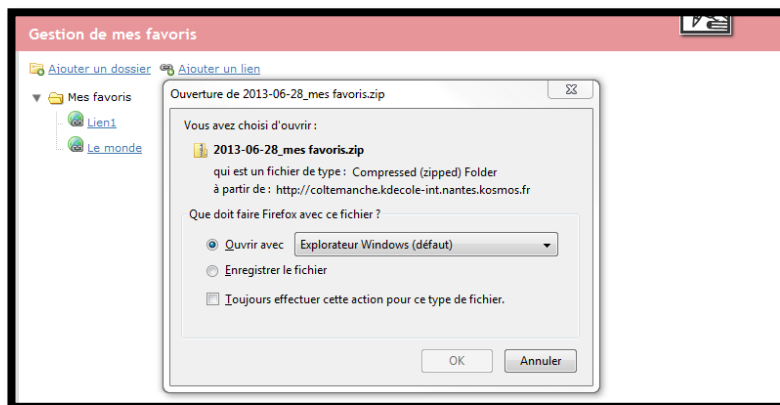 Gestion de mes favoris
Ajouter un dossier Ajouter un lien
Mes favoris
Lien1
Le monde
Ouverture de 2013-06-28_mes favoris.zip
Vous avez choisi d'ouvrir :
2013-06-28_mes favoris.zip
qui est un fichier de type : Compressed (zipped) Folder
à partir de : http://coltemanche.kdecole-int.nantes.kosmos.fr
Que doit faire Firefox avec ce fichier ?
Ouvrir avec Explorateur Windows (défaut)
Enregistrer le fichier
Toujours effectuer cette action pour ce type de fichier.
OK Annuler